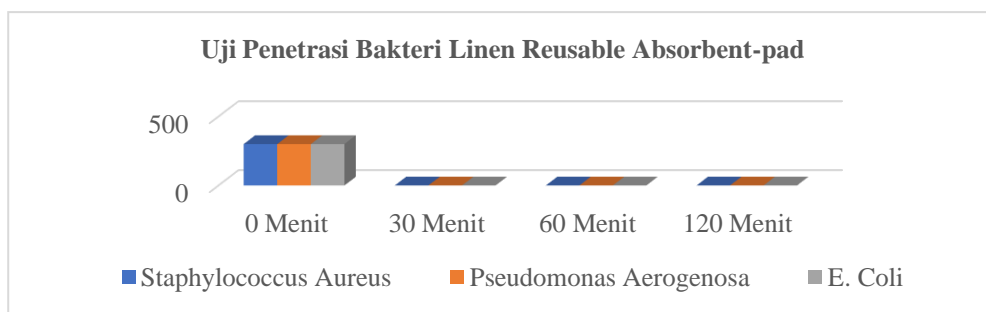 Uji Penetrasi Bakteri Linen Reusable Absorbent-pad
500
0
0 Menit 30 Menit 60 Menit 120 Menit
Staphylococcus Aureus Pseudomonas Aerogenosa E. Coli